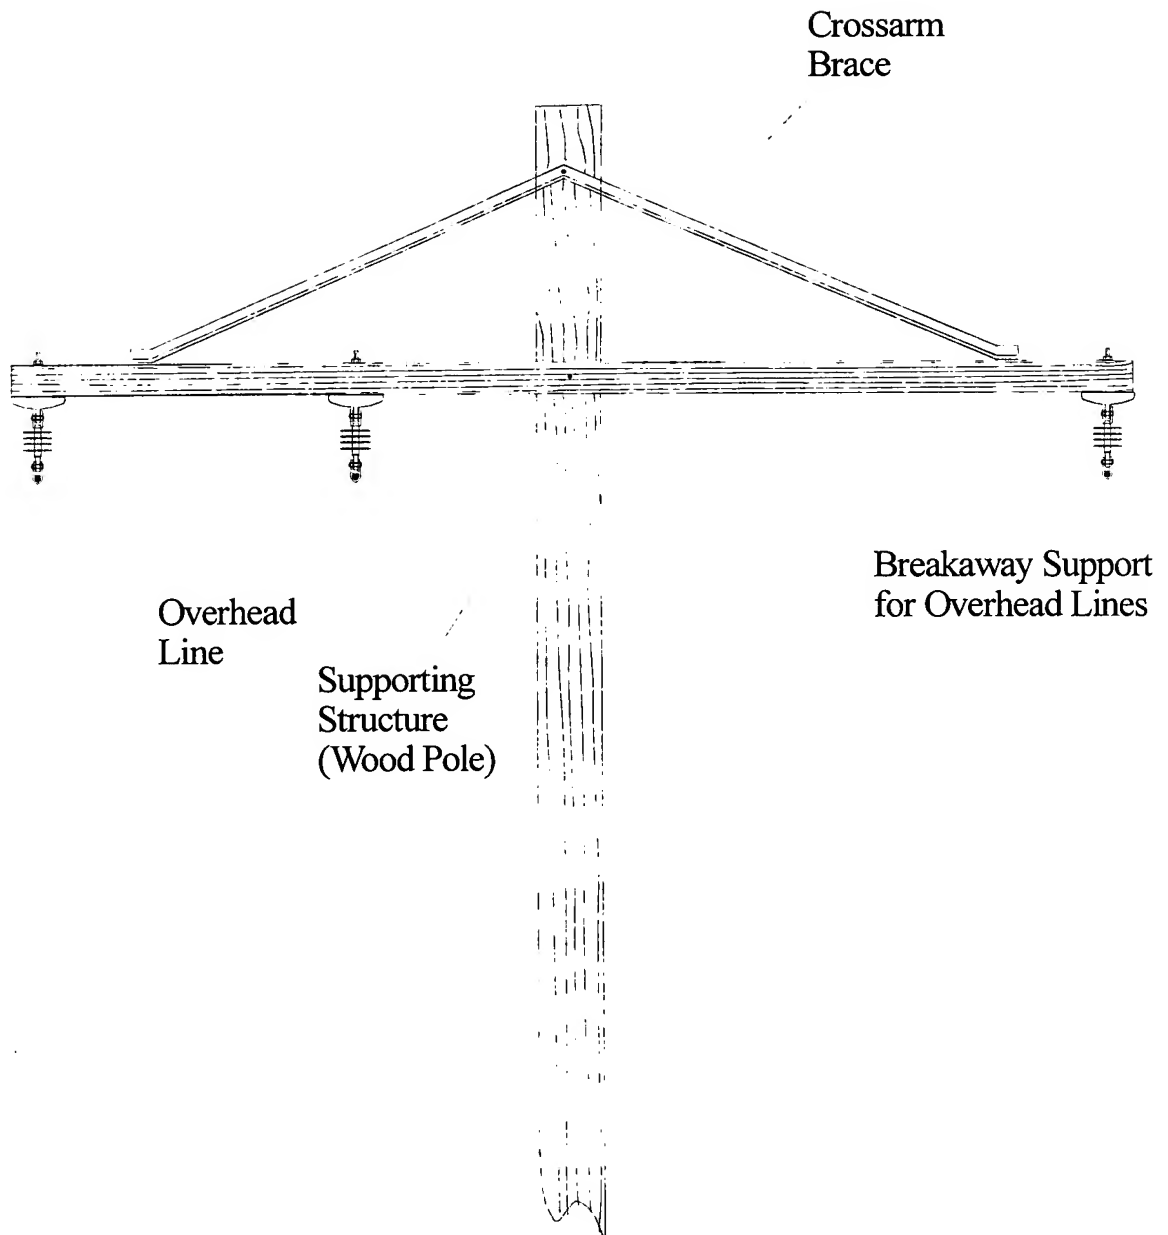 Crossarm
Brace
Breakaway Support
for Overhead Lines
Overhead
Line
Supporting
Structure
(Wood Pole)